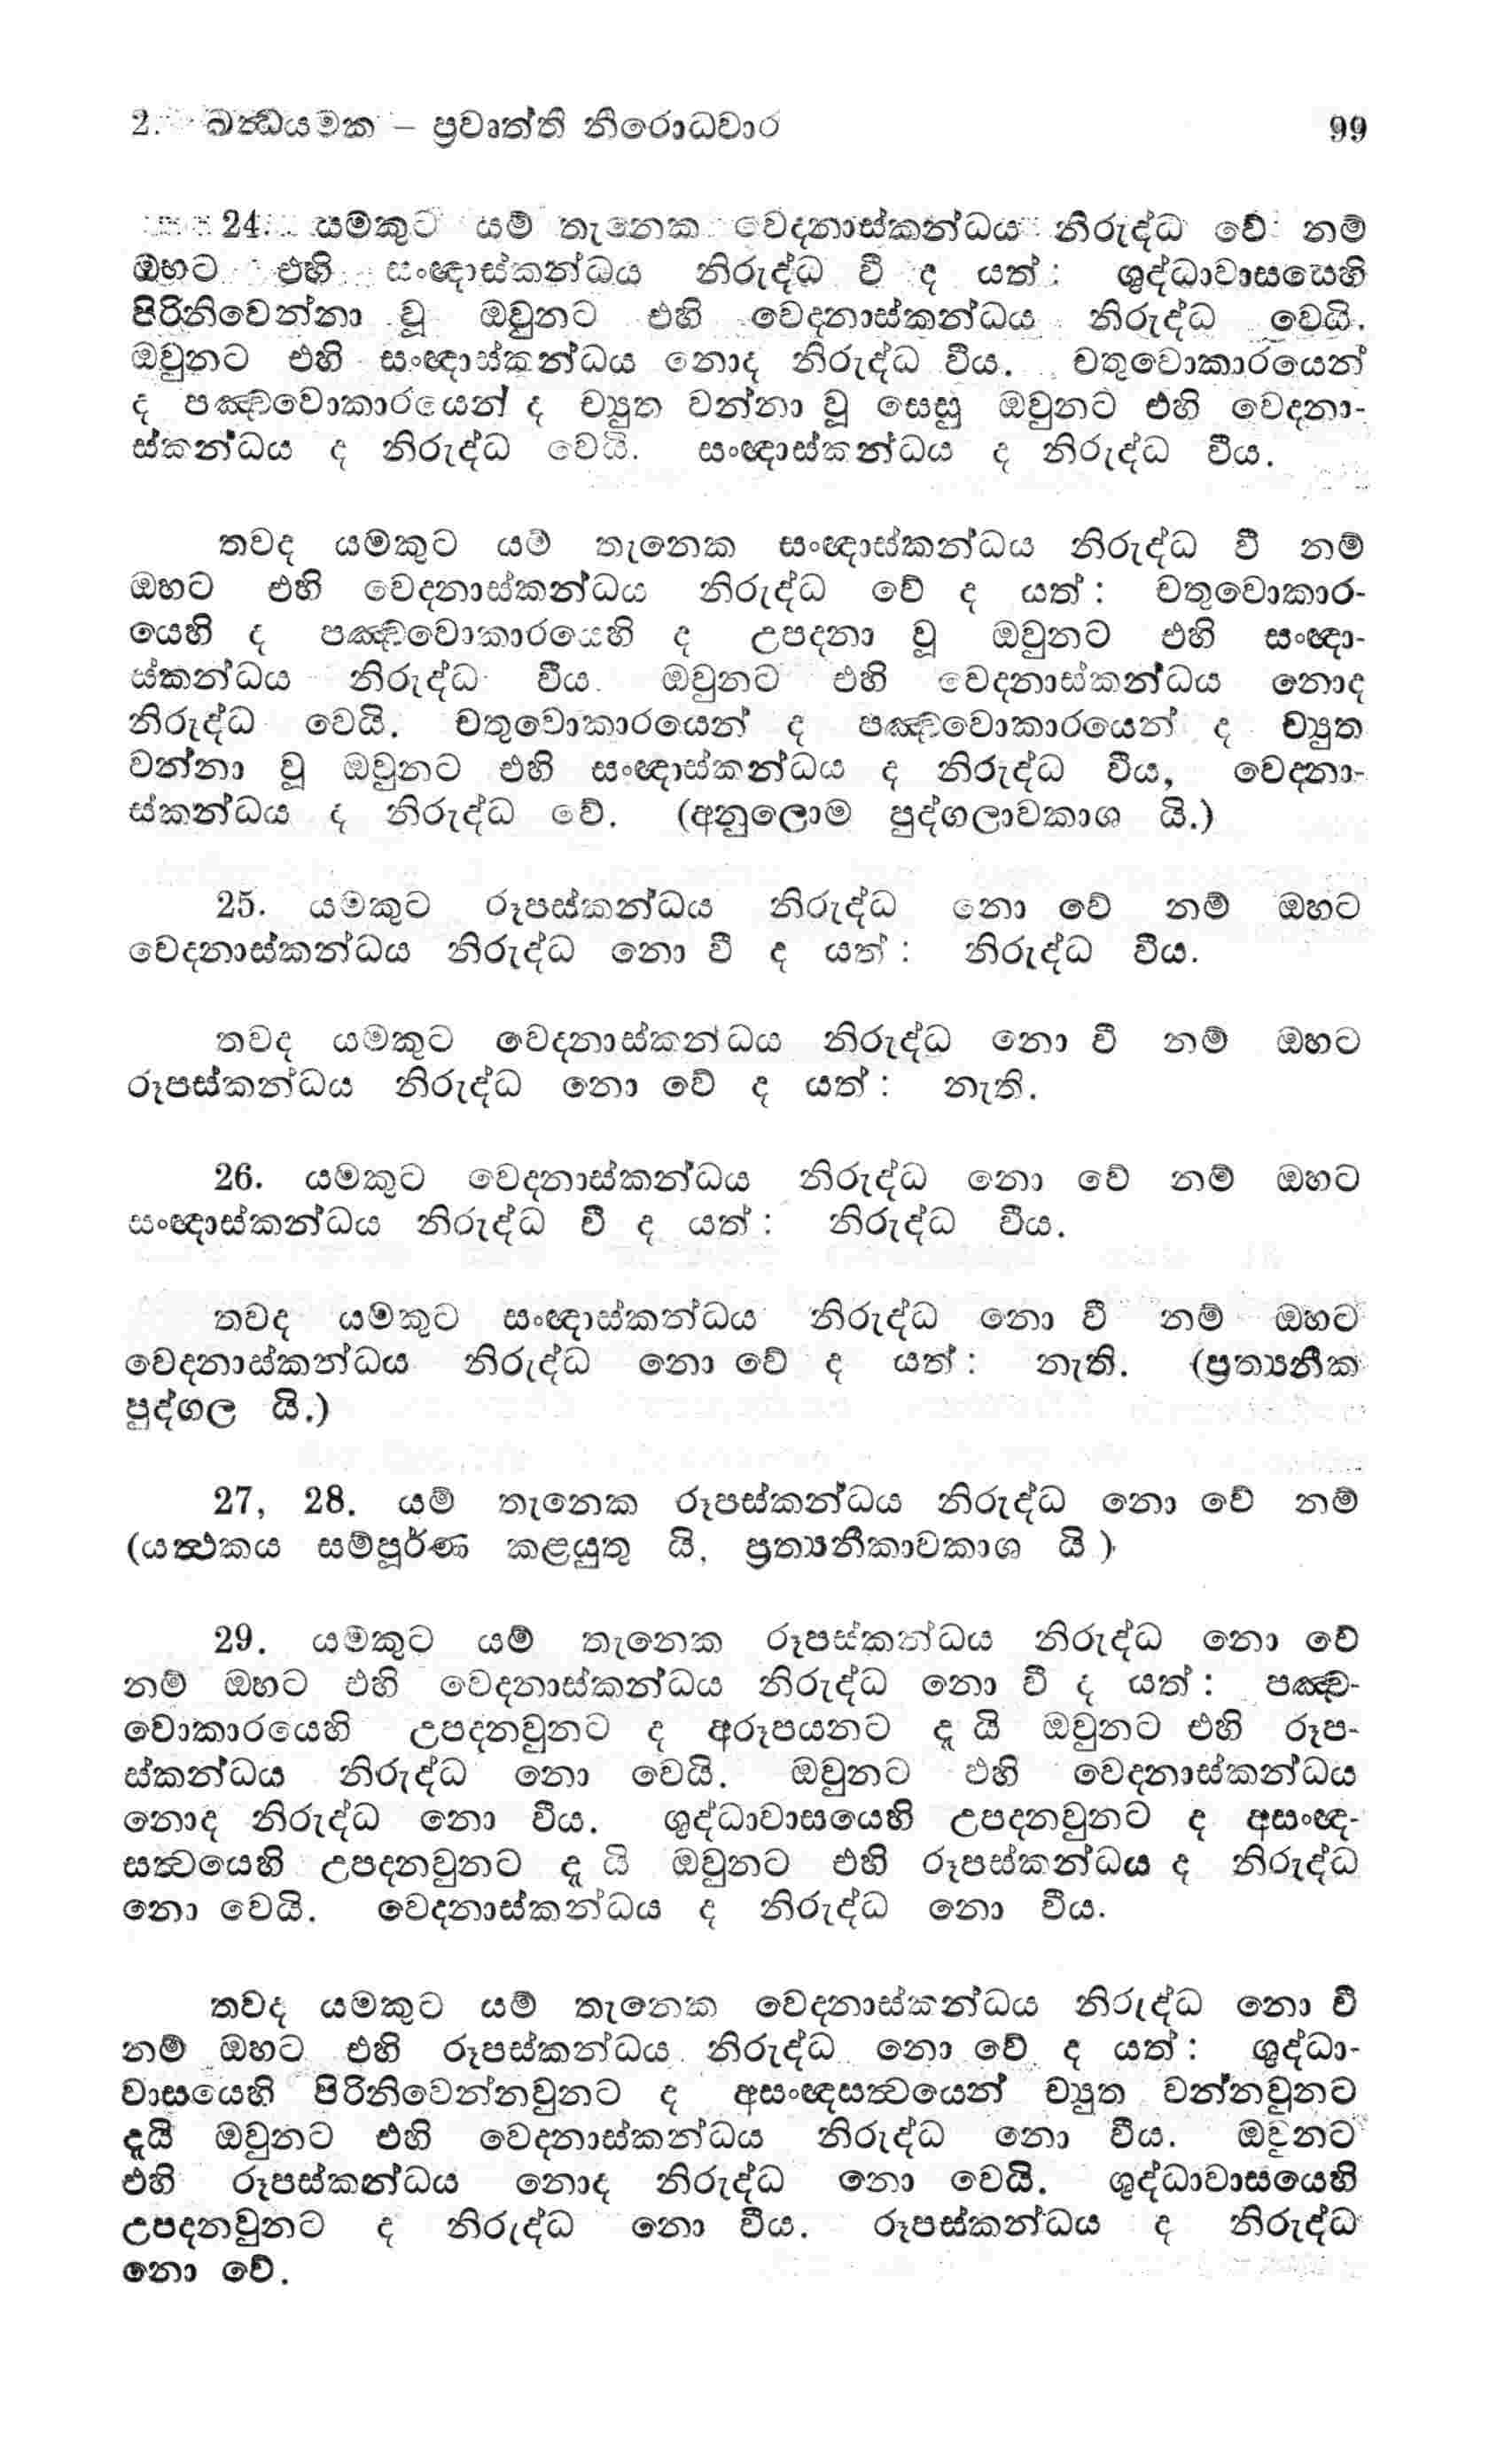 2. ඛන්ධයමක – ප්‍රවෘත්ති නිරොධවාර 99
24. යමකුට යම් තැනෙක වෙදනාස්කන්ධය නිරුද්ධ වේ නම්
ඔහට එහි සංඥාස්කන්ධය නිරුද්ධ වී ද යත් : ශුද්ධාවාසයෙහි
පිරිනිවෙන්නා වූ ඔවුනට එහි වෙදනාස්කන්ධය නිරුද්ධ වෙයි.
ඔවුනට එහි සංඥාස්කන්ධය නොද නිරුද්ධ වීය. චතුවොකාරයෙන්
ද පඤ්චවොකාරයෙන් ද ච්‍යුත වන්නා වූ සෙසු ඔවුනට එහි වෙදනා-
ස්කන්ධය ද නිරුද්ධ වෙයි. සංඥාස්කන්ධය ද නිරුද්ධ වීය.
තවද යමකුට යම් තැනෙක සංඥාස්කන්ධය නිරුද්ධ වී නම්
ඔහට එහි වෙදනාස්කන්ධය නිරුද්ධ වේ ද යත් : චතුවොකාර-
යෙහි ද පඤ්චවොකාරයෙහි ද උපදනා වූ ඔවුනට එහි සංඥා-
ස්කන්ධය නිරුද්ධ වීය. ඔවුනට එහි වෙදනාස්කන්ධය නොද
නිරුද්ධ වෙයි. චතුවොකාරයෙන් ද පඤ්චවොකාරයෙන් ද ච්‍යුත
වන්නා වූ ඔවුනට එහි සංඥාස්කන්ධය ද නිරුද්ධ වීය, වෙදනා-
ස්කන්ධය ද නිරුද්ධ වේ. (අනුලොම පුද්ගලාවකාශ යි.)
25. යමකුට රූපස්කන්ධය නිරුද්ධ නො වේ නම් ඔහට
වෙදනාස්කන්ධය නිරුද්ධ නො වී ද යත් : නිරුද්ධ වීය.
තවද යමකුට වෙදනාස්කන්ධය නිරුද්ධ නො වී නම් ඔහට
රූපස්කන්ධය නිරුද්ධ නො වේ ද යත් : නැති.
26. යමකුට වෙදනාස්කන්ධය නිරුද්ධ නො වේ නම් ඔහට
සංඥාස්කන්ධය නිරුද්ධ වී ද යත් : නිරුද්ධ වීය.
තවද යමකුට සංඥාස්කන්ධය නිරුද්ධ නො වී නම් ඔහට
වෙදනාස්කන්ධය නිරුද්ධ නො වේ ද යත් : නැති. (ප්‍රත්‍යනීක
පුද්ගල යි.)
27, 28. යම් තැනෙක රූපස්කන්ධය නිරුද්ධ නො වේ නම්
(යත්‍ථකය සම්පූර්ණ කළයුතු යි, ප්‍රත්‍යනීකාවකාශ යි )
29. යමකුට යම් තැනෙක රූපස්කන්ධය නිරුද්ධ නො වේ
නම් ඔහට එහි වෙදනාස්කන්ධය නිරුද්ධ නො වී ද යත් : පඤ්ච-
වොකාරයෙහි උපදනවුනට ද අරූපයනට දැ යි ඔවුනට එහි රූප-
ස්කන්ධය නිරුද්ධ නො වෙයි. ඔවුනට එහි වෙදනාස්කන්ධය
නොද නිරුද්ධ නො වීය. ශුද්ධාවාසයෙහි උපදනවුනට ද අසංඥ-
සත්‍වයෙහි උපදනවුනට දැ යි ඔවුනට එහි රූපස්කන්ධය ද නිරුද්ධ
නො වෙයි. වෙදනාස්කන්ධය ද නිරුද්ධ නො වීය.
තවද යමකුට යම් තැනෙක වෙදනාස්කන්ධය නිරුද්ධ නො වී
නම් ඔහට එහි රූපස්කන්ධය නිරුද්ධ නො වේ ද යත් : ශුද්ධා-
වාසයෙහි පිරිනිවෙන්නවුනට ද අසංඥසත්‍වයෙන් ච්‍යුත වන්නවුනට
දැයි ඔවුනට එහි වෙදනාස්කන්ධය නිරුද්ධ නො වීය. ඔවුනට
එහි රූපස්කන්ධය නොද නිරුද්ධ නො වෙයි. ශුද්ධාවාසයෙහි
උපදනවුනට ද නිරුද්ධ නො වීය. රූපස්කන්ධය ද නිරුද්ධ
නො වේ.